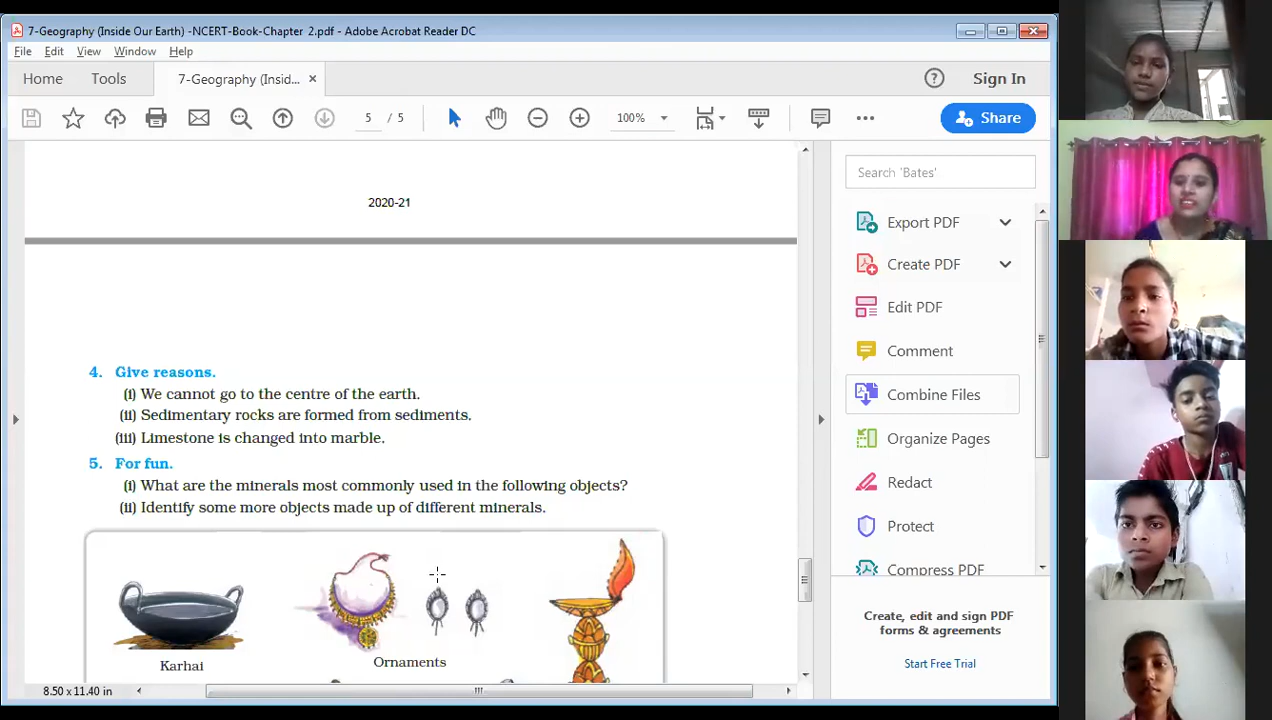 7-Geography (Inside Our Earth) -NCERT-Book-Chapter 2.pdf - Adobe Acrobat Reader DC
File Edit View Window Help
Home Tools 7-Geography (Insid... × Sign In
5 / 5 100% Share
2020-21
4. Give reasons.
(i) We cannot go to the centre of the earth.
(ii) Sedimentary rocks are formed from sediments.
(iii) Limestone is changed into marble.
5. For fun.
(i) What are the minerals most commonly used in the following objects?
(ii) Identify some more objects made up of different minerals.
Karhai
Ornaments
8.50 x 11.40 in
Search 'Bates'
Export PDF
Create PDF
Edit PDF
Comment
Combine Files
Organize Pages
Redact
Protect
Compress PDF
Create, edit and sign PDF
forms & agreements
Start Free Trial